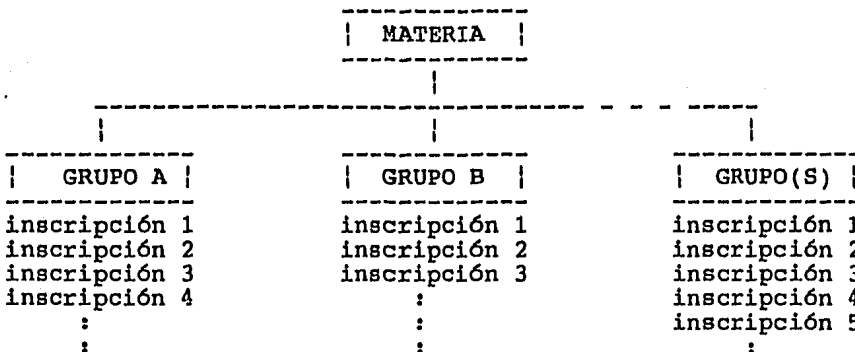 MATERIA
GRUPO A GRUPO B GRUPO(S)
inscripción 1 inscripción 1 inscripción 1
inscripción 2 inscripción 2 inscripción 2
inscripción 3 inscripción 3 inscripción 3
inscripción 4 : inscripción 4
: : inscripción 5
: : :